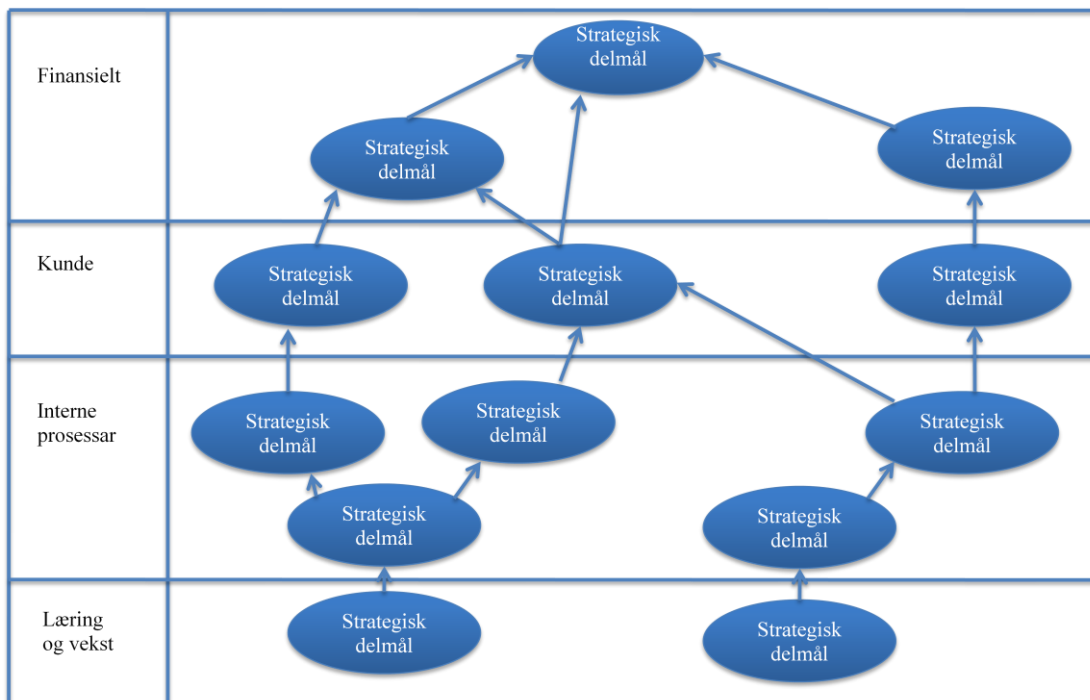 Finansielt
Strategisk
delmål
Strategisk
delmål
Strategisk
delmål
Kunde
Strategisk
delmål
Strategisk
delmål
Strategisk
delmål
Interne
prosessar
Strategisk
delmål
Strategisk
delmål
Strategisk
delmål
Strategisk
delmål
Strategisk
delmål
Læring
og vekst
Strategisk
delmål
Strategisk
delmål